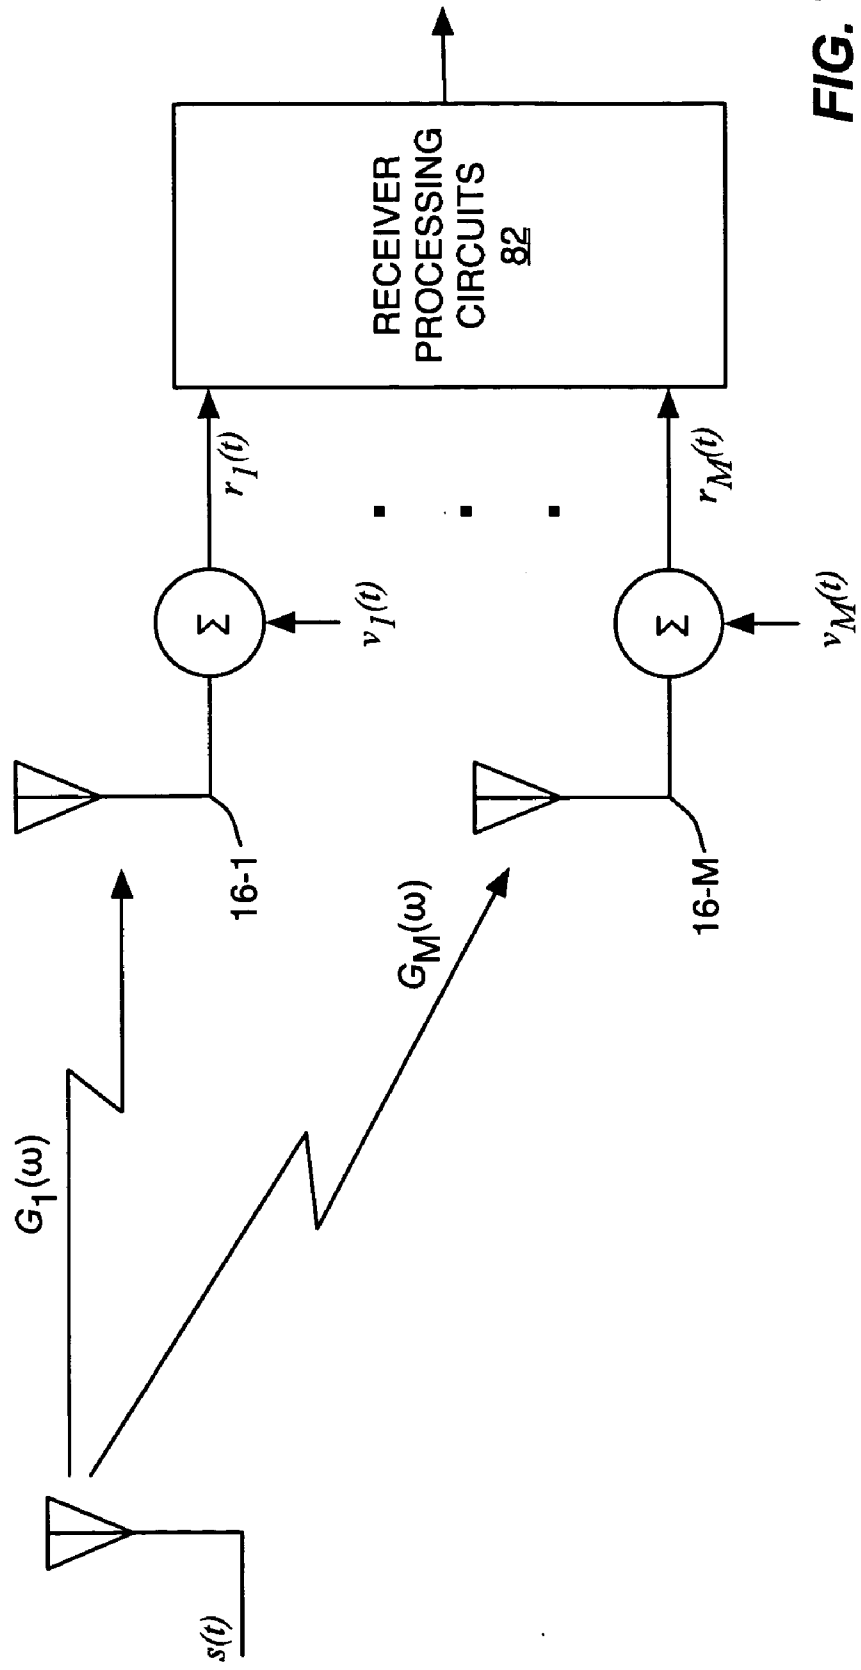 s(t)
G1(ω)
GM(ω)
16-1
16-M
Σ
v1(t)
r1(t)
Σ
vM(t)
rM(t)
RECEIVER
PROCESSING
CIRCUITS
82
FIG.